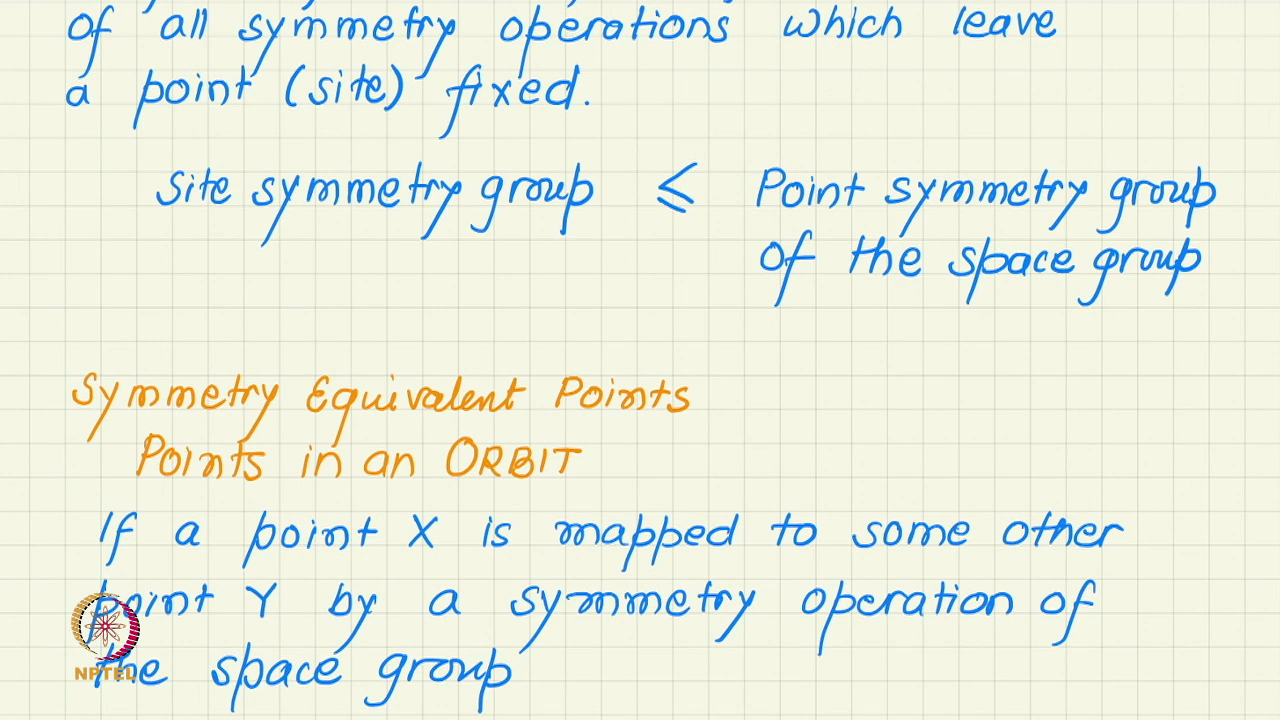 of all symmetry operations which leave
a point (site) fixed.
Site symmetry group ⩽ Point symmetry group
of the space group
Symmetry Equivalent Points
Points in an ORBIT
If a point X is mapped to some other
point Y by a symmetry operation of
the space group
NPTEL